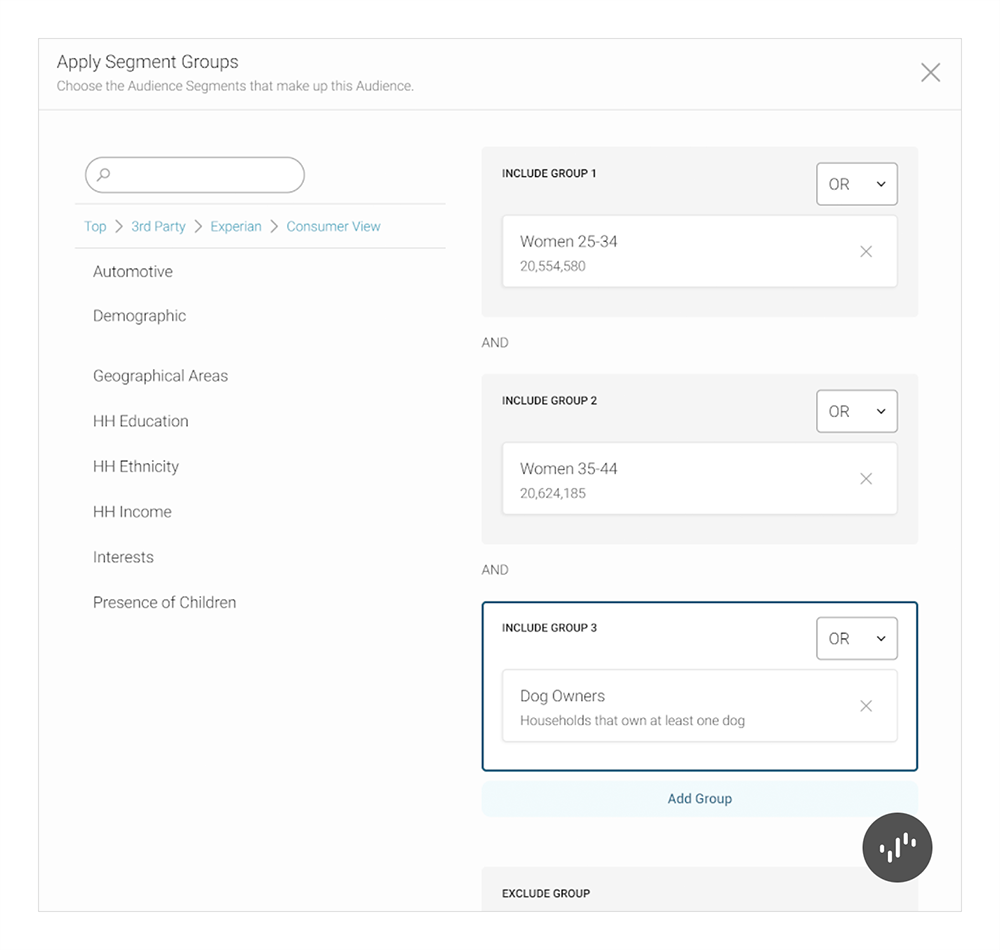 Apply Segment Groups
Choose the Audience Segments that make up this Audience.
Top > 3rd Party > Experian > Consumer View
Automotive
Demographic
Geographical Areas
HH Education
HH Ethnicity
HH Income
Interests
Presence of Children
INCLUDE GROUP 1
OR
Women 25-34
20,554,580
AND
INCLUDE GROUP 2
OR
Women 35-44
20,624,185
AND
INCLUDE GROUP 3
OR
Dog Owners
Households that own at least one dog
Add Group
EXCLUDE GROUP